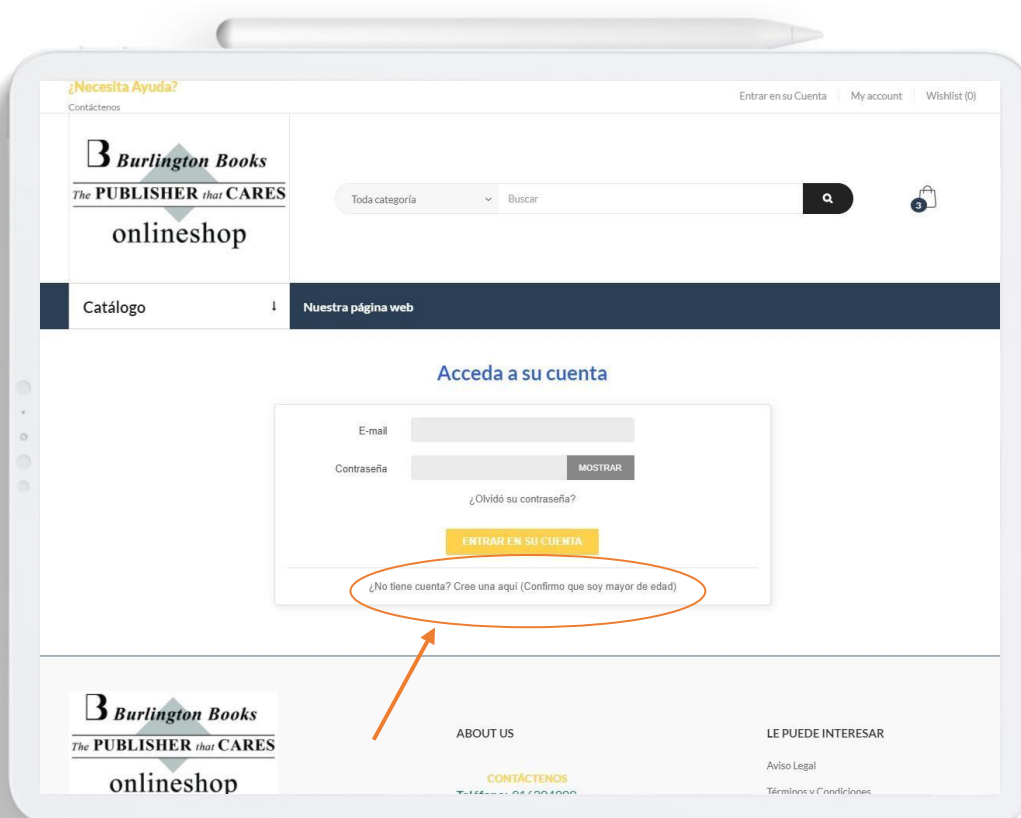 ¿Necesita Ayuda?
Contáctenos
Entrar en su Cuenta My account Wishlist (0)
B Burlington Books
The PUBLISHER that CARES
onlineshop
Toda categoría Buscar
3
Catálogo Nuestra página web
Acceda a su cuenta
E-mail
Contraseña MOSTRAR
¿Olvidó su contraseña?
ENTRAR EN SU CUENTA
¿No tiene cuenta? Cree una aquí (Confirmo que soy mayor de edad)
B Burlington Books
The PUBLISHER that CARES
onlineshop
ABOUT US
CONTÁCTENOS
LE PUEDE INTERESAR
Aviso Legal
Términos y Condiciones